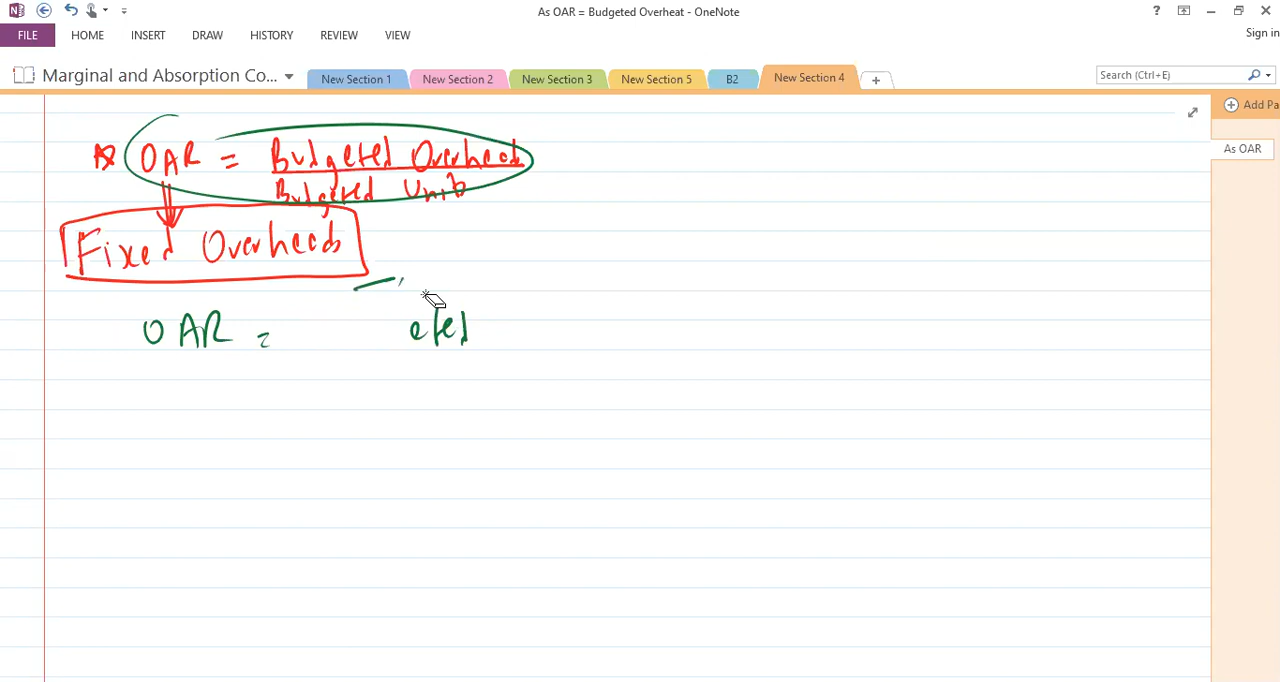 As OAR = Budgeted Overheat - OneNote
?
FILE HOME INSERT DRAW HISTORY REVIEW VIEW
Sign in
Marginal and Absorption Co... New Section 1 New Section 2 New Section 3 New Section 5 B2 New Section 4 +
Search (Ctrl+E)
Add Pa
As OAR
OAR = Budgeted Overheads
Budgeted Units
Fixed Overheads
OAR = eted